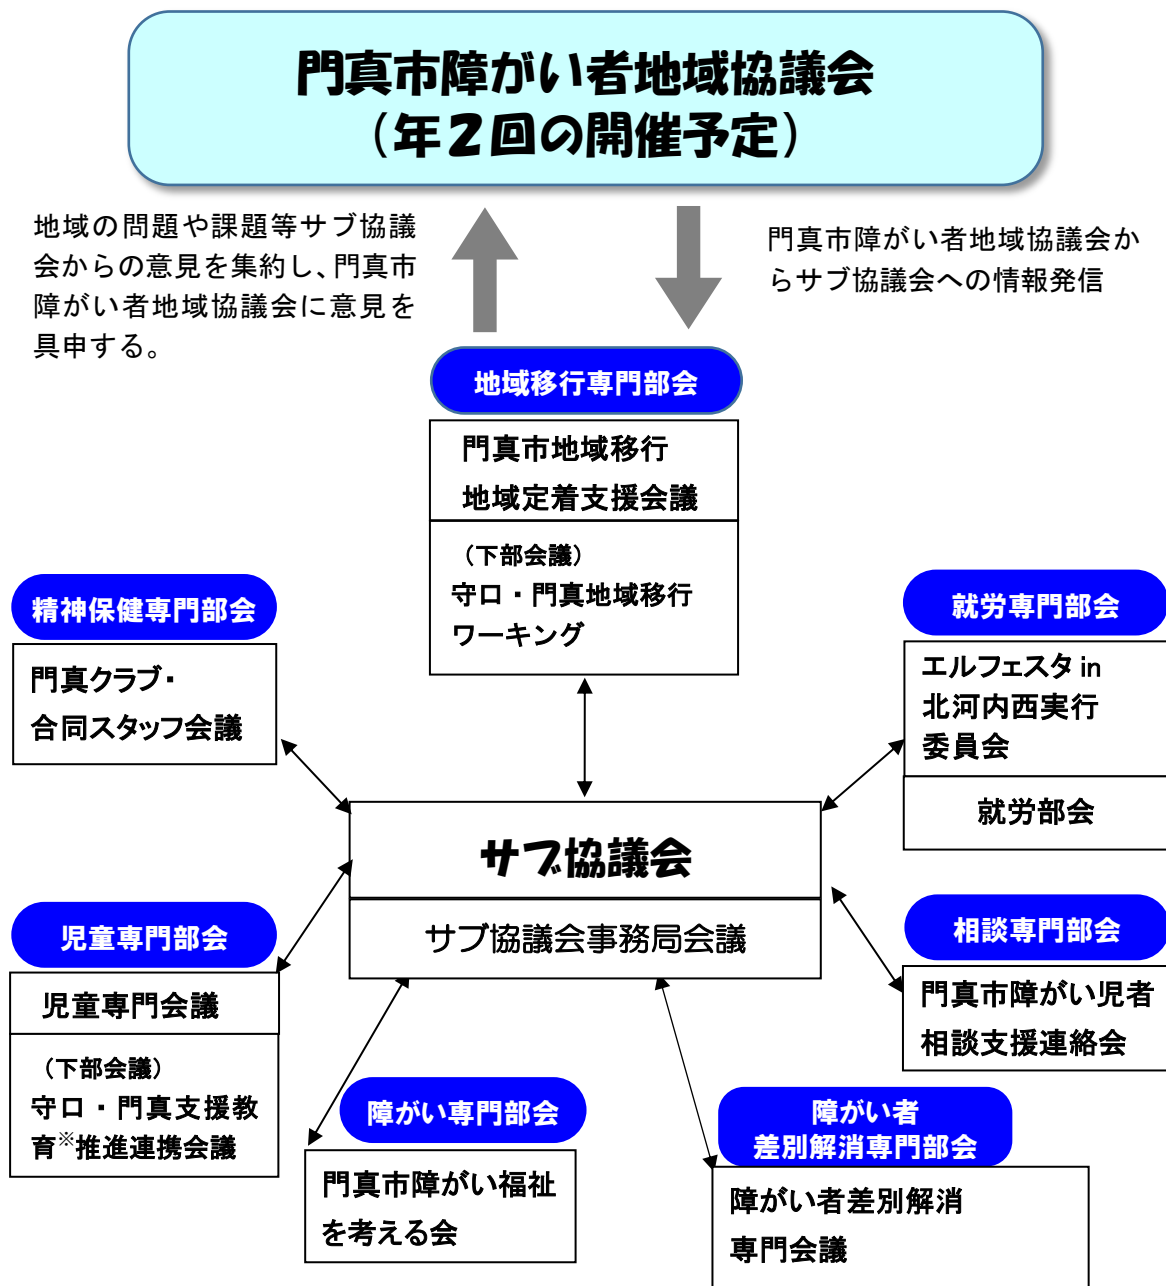 門真市障がい者地域協議会
（年２回の開催予定）
地域の問題や課題等サブ協議
会からの意見を集約し、門真市
障がい者地域協議会に意見を
具申する。
門真市障がい者地域協議会か
らサブ協議会への情報発信
地域移行専門部会
門真市地域移行
地域定着支援会議
（下部会議）
守口・門真地域移行
ワーキング
精神保健専門部会
門真クラブ・
合同スタッフ会議
就労専門部会
エルフェスタ in
北河内西実行
委員会
就労部会
サブ協議会
サブ協議会事務局会議
児童専門部会
児童専門会議
（下部会議）
守口・門真支援教
育※推進連携会議
相談専門部会
門真市障がい児者
相談支援連絡会
障がい専門部会
門真市障がい福祉
を考える会
障がい者
差別解消専門部会
障がい者差別解消
専門会議